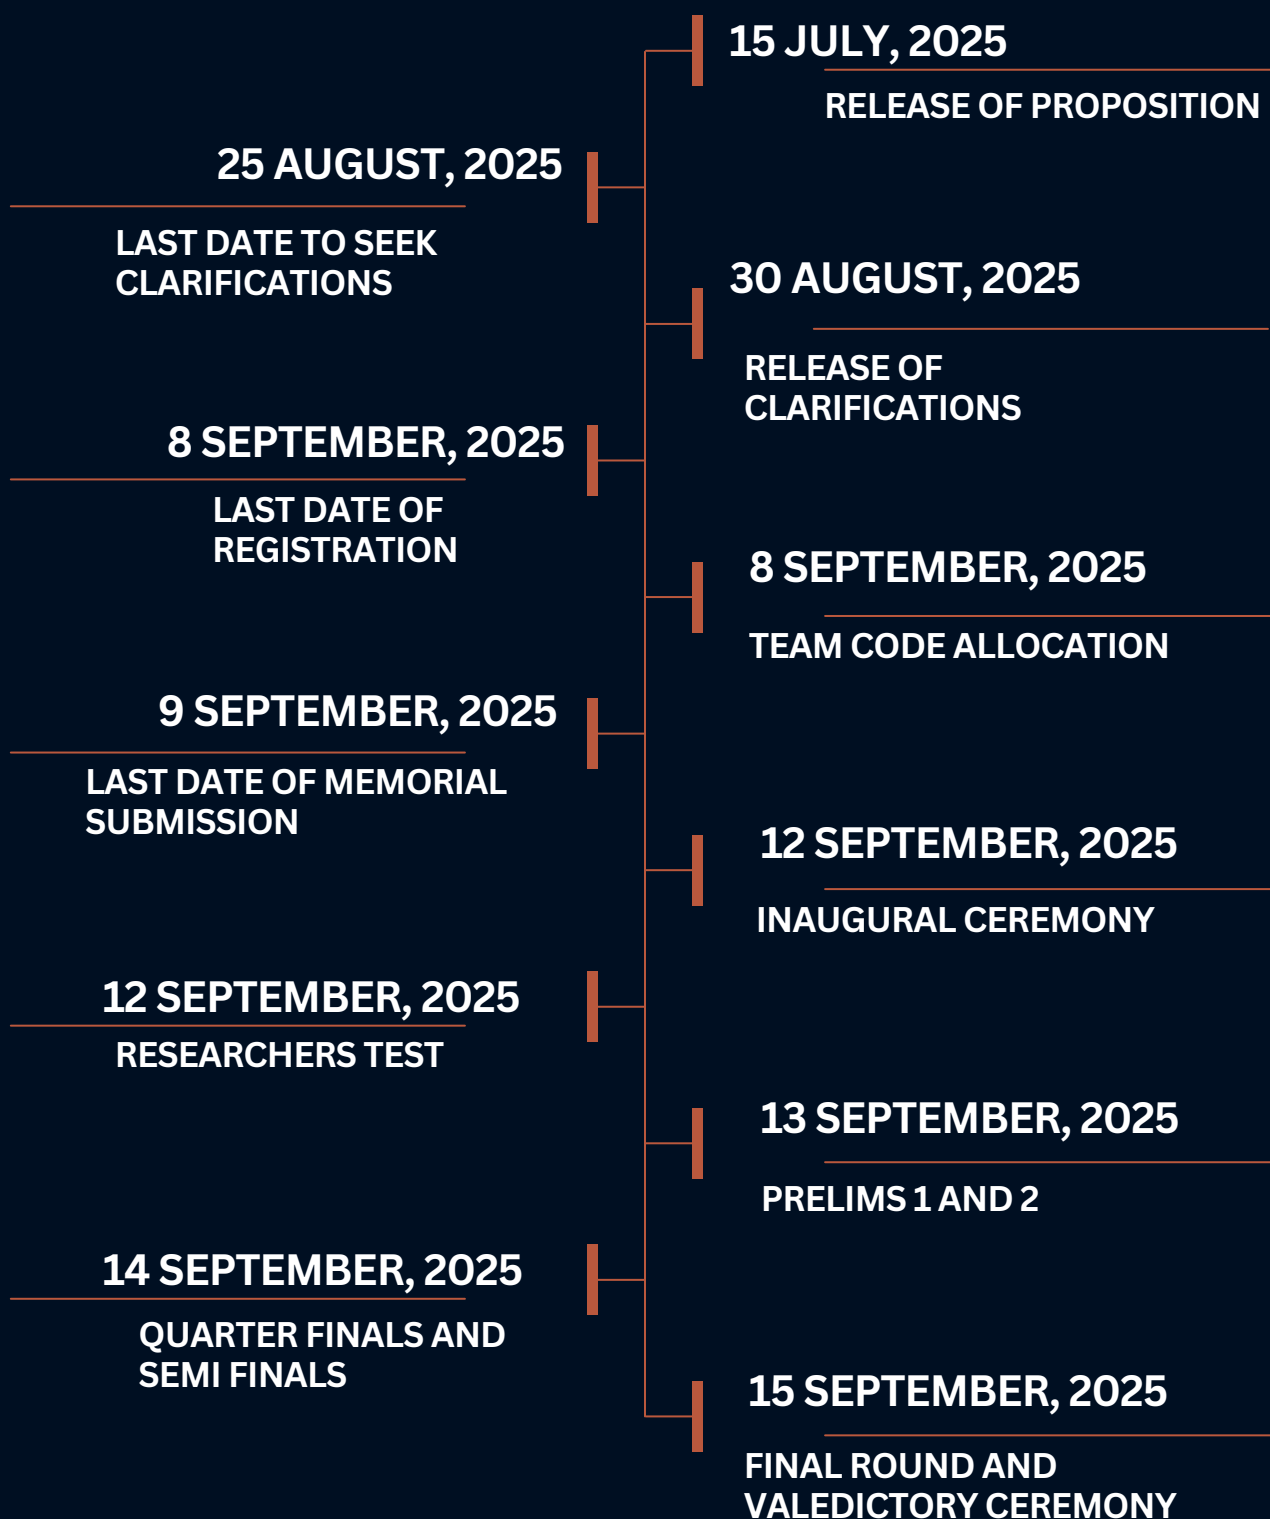 15 JULY, 2025
RELEASE OF PROPOSITION
25 AUGUST, 2025
LAST DATE TO SEEK
CLARIFICATIONS
30 AUGUST, 2025
RELEASE OF
CLARIFICATIONS
8 SEPTEMBER, 2025
LAST DATE OF
REGISTRATION
8 SEPTEMBER, 2025
TEAM CODE ALLOCATION
9 SEPTEMBER, 2025
LAST DATE OF MEMORIAL
SUBMISSION
12 SEPTEMBER, 2025
INAUGURAL CEREMONY
12 SEPTEMBER, 2025
RESEARCHERS TEST
13 SEPTEMBER, 2025
PRELIMS 1 AND 2
14 SEPTEMBER, 2025
QUARTER FINALS AND
SEMI FINALS
15 SEPTEMBER, 2025
FINAL ROUND AND
VALEDICTORY CEREMONY